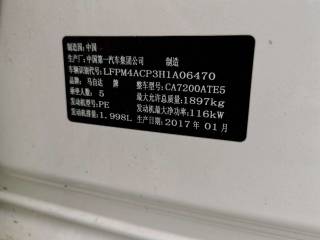 制造国:中国
生产厂:中国第一汽车集团公司 制造
车辆识别代号:LFPM4ACP3H1A06470
品牌:马自达 牌 整车型号:CA7200ATE5
乘坐人数:5 最大允许总质量:1897kg
发动机型号:PE 发动机最大净功率:116kW
发动机排量:1.998L 生产日期:2017年01月